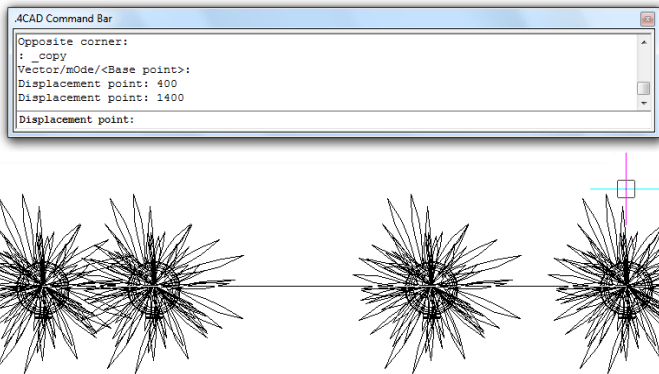 .4CAD Command Bar
Opposite corner:
: _copy
Vector/mOde/<Base point>:
Displacement point: 400
Displacement point: 1400
Displacement point: